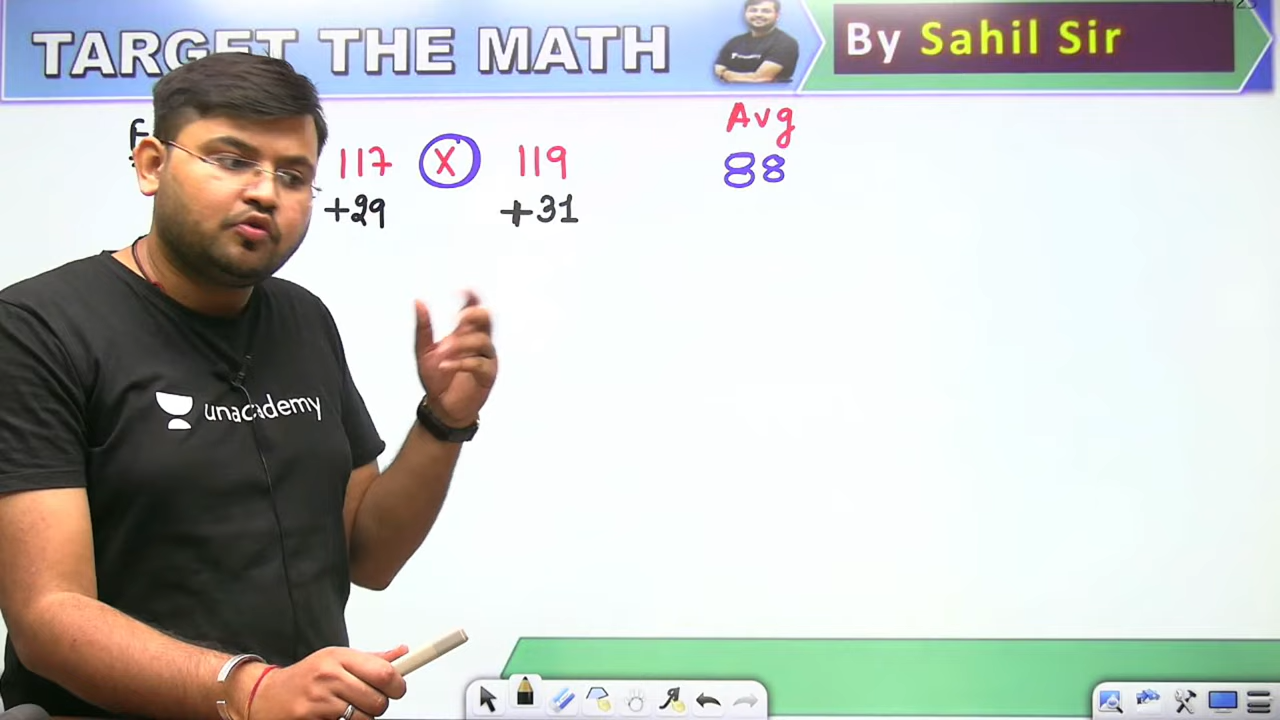 TARGET THE MATH
By Sahil Sir
Avg
117 X 119 88
+29 +31
unacademy